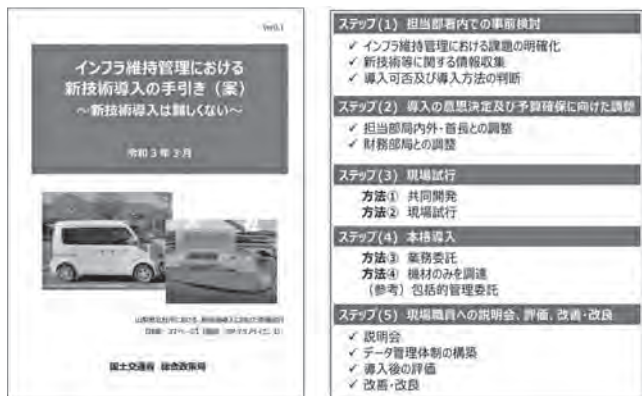 Ver0.1
インフラ維持管理における
新技術導入の手引き（案）
～新技術導入は難しくない～
令和3年3月
国土交通省 総合政策局
ステップ(1) 担当部署内での事前検討
✓ インフラ維持管理における課題の明確化
✓ 新技術等に関する情報収集
✓ 導入可否及び導入方法の判断
ステップ(2) 導入の意思決定及び予算確保に向けた調整
✓ 担当部局内外・首長との調整
✓ 財務部局との調整
ステップ(3) 現場試行
方法① 共同開発
方法② 現場試行
ステップ(4) 本格導入
方法③ 業務委託
方法④ 機材のみを調達
（参考）包括的管理委託
ステップ(5) 現場職員への説明会、評価、改善・改良
✓ 説明会
✓ データ管理体制の構築
✓ 導入後の評価
✓ 改善・改良